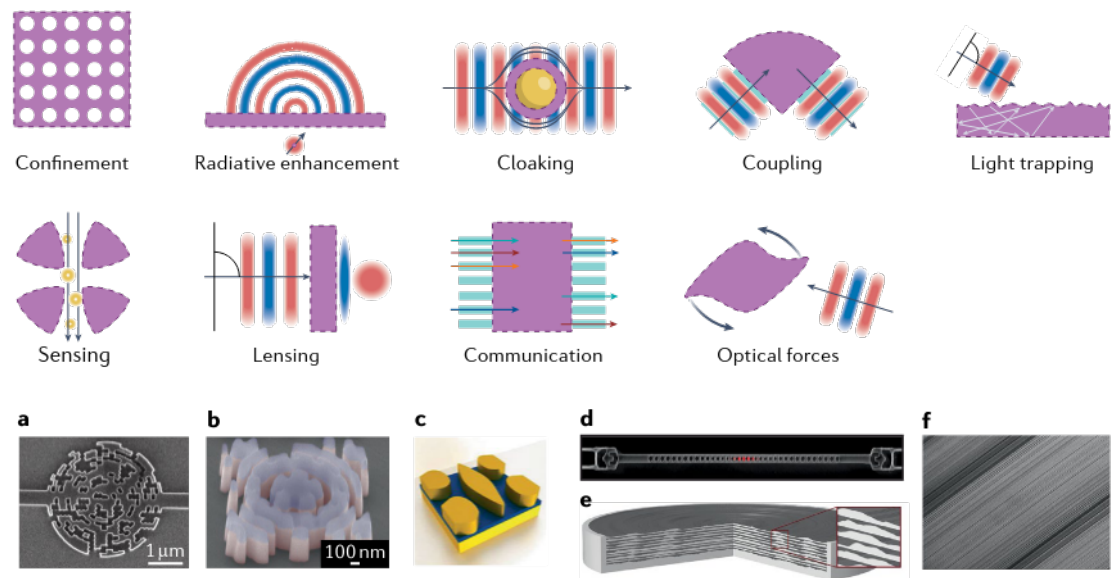 Confinement
Radiative enhancement
Cloaking
Coupling
Light trapping
Sensing
Lensing
Communication
Optical forces
a
b
c
d
e
f
1 µm
100 nm